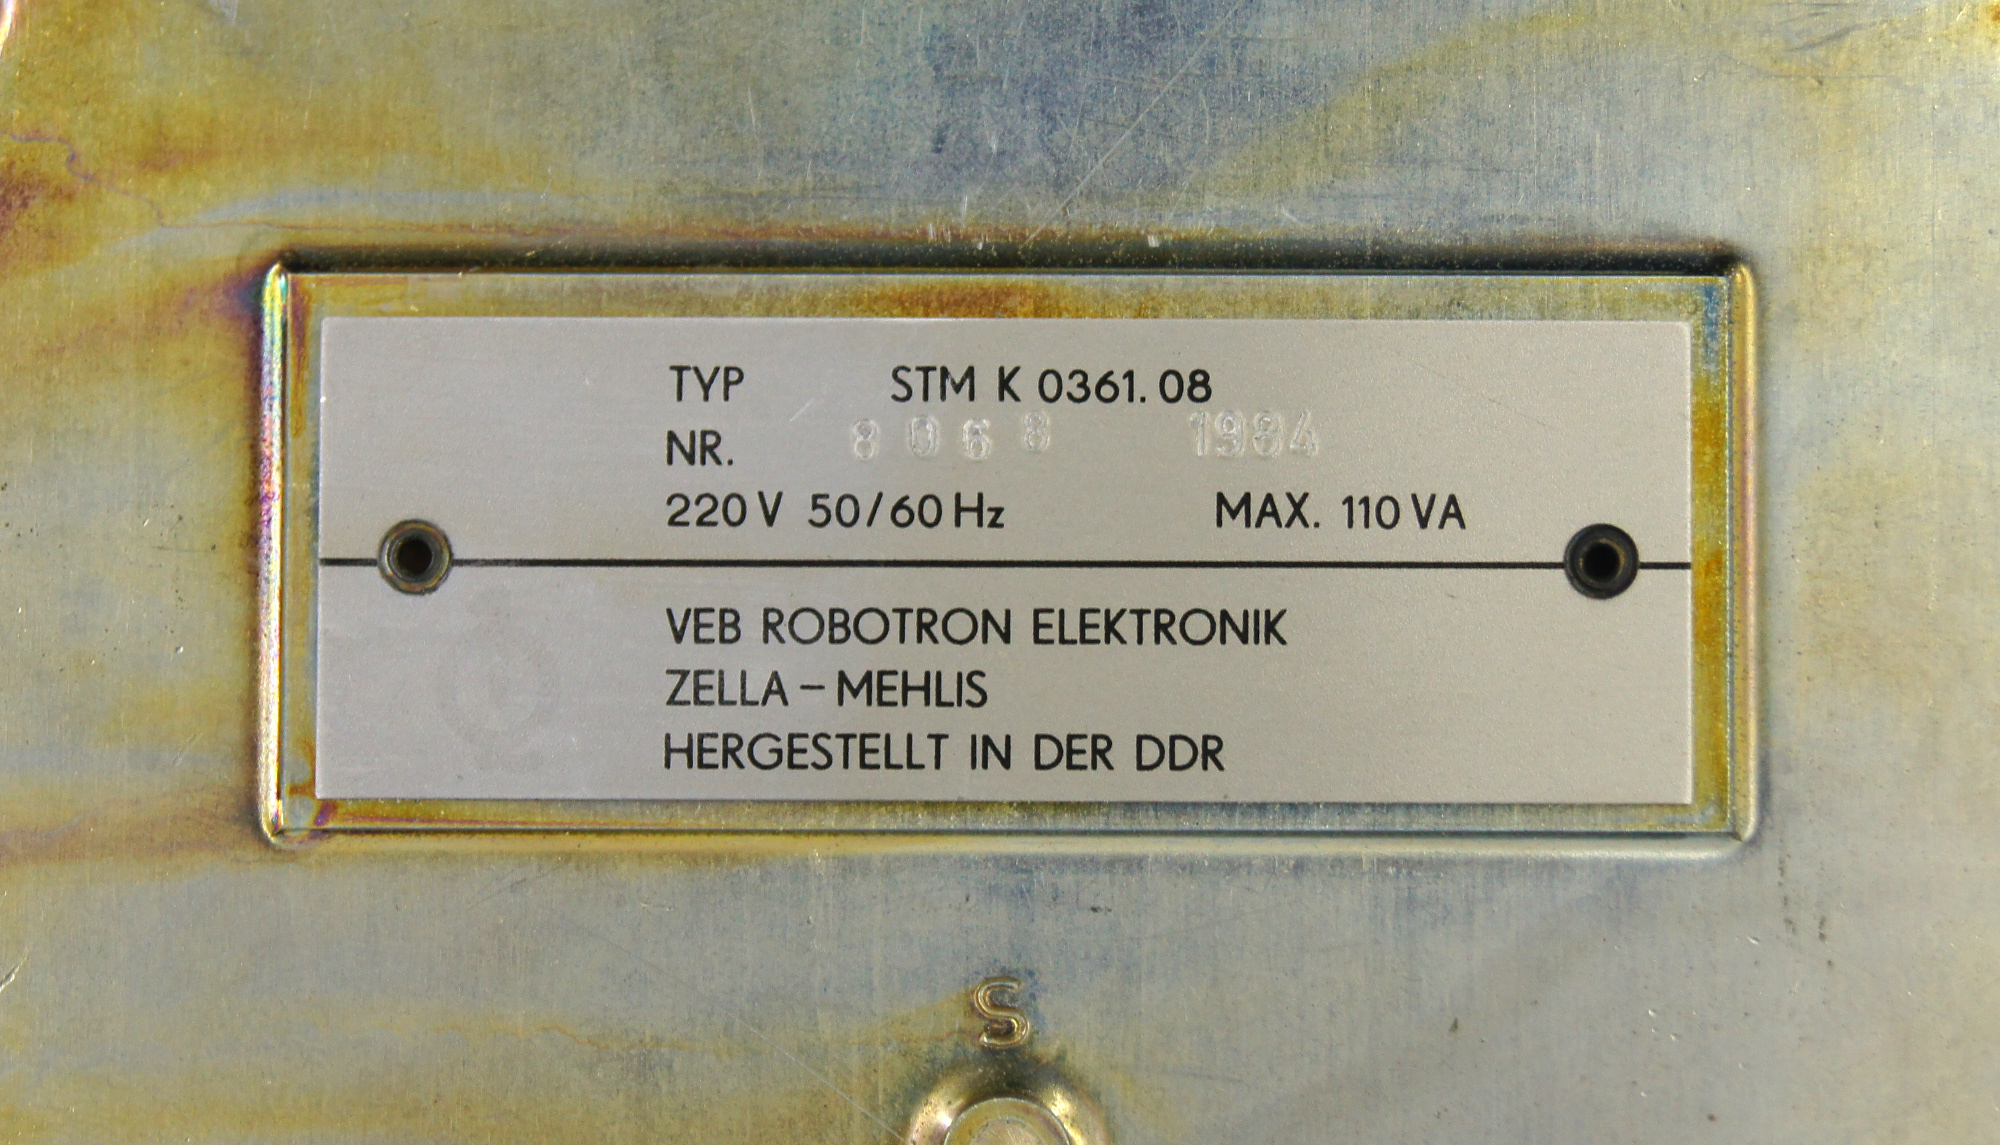 TYP STM K 0361.08
NR. 8068 1984
220 V 50/60 Hz MAX. 110 VA
VEB ROBOTRON ELEKTRONIK
ZELLA – MEHLIS
HERGESTELLT IN DER DDR
S